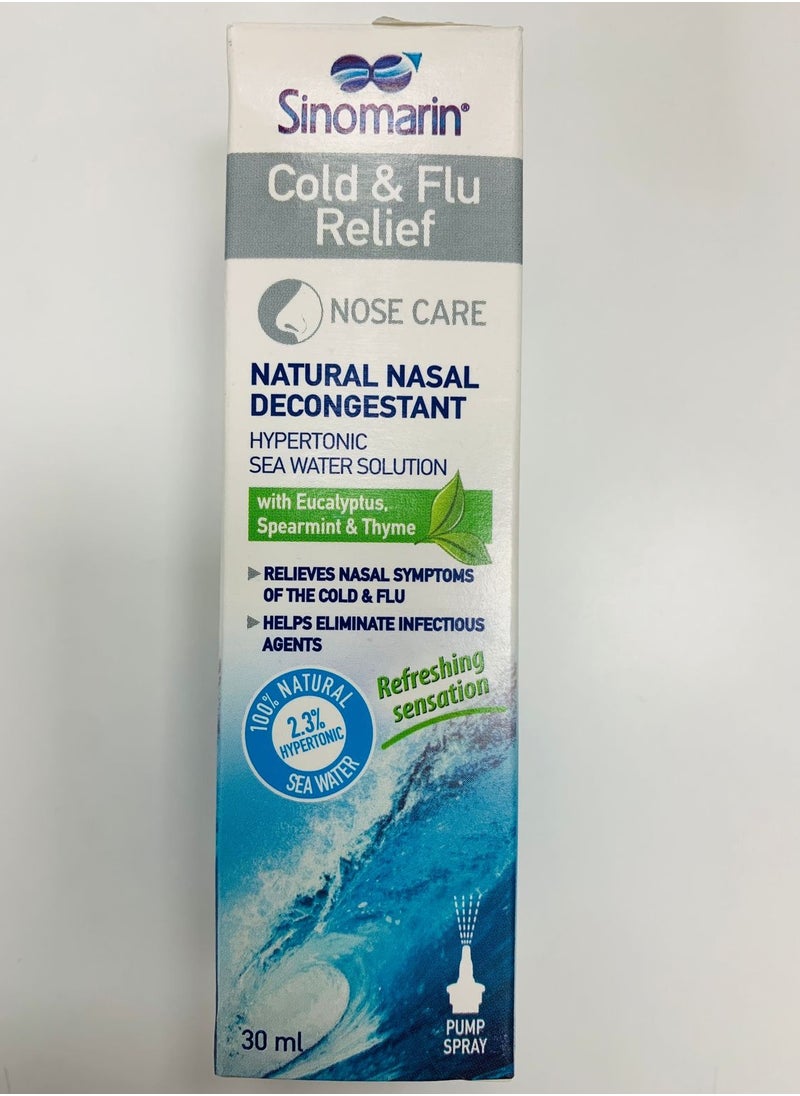 Sinomarin®
Cold & Flu
Relief
NOSE CARE
NATURAL NASAL
DECONGESTANT
HYPERTONIC
SEA WATER SOLUTION
with Eucalyptus,
Spearmint & Thyme
RELIEVES NASAL SYMPTOMS
OF THE COLD & FLU
HELPS ELIMINATE INFECTIOUS
AGENTS
Refreshing
sensation
100% NATURAL
2.3%
HYPERTONIC
SEA WATER
30 ml
PUMP
SPRAY